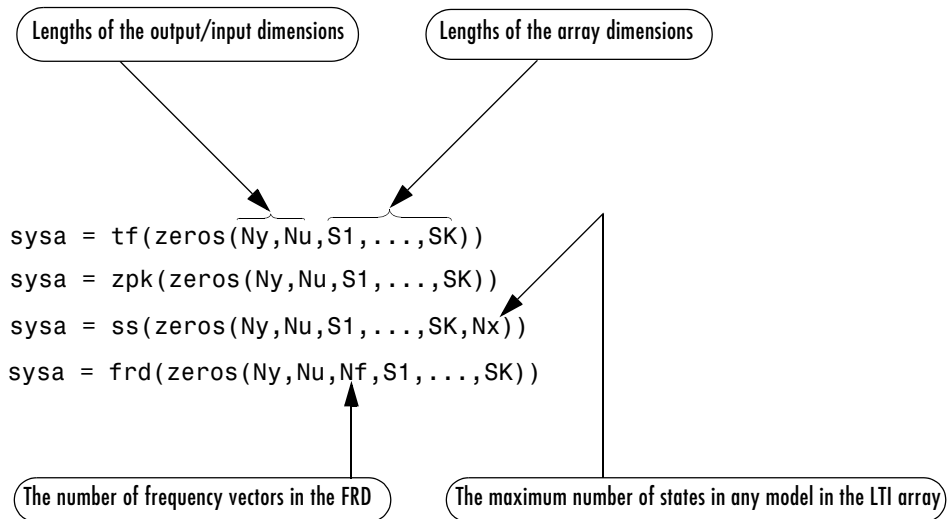 Lengths of the output/input dimensions
Lengths of the array dimensions
sysa = tf(zeros(Ny,Nu,S1,...,SK))
sysa = zpk(zeros(Ny,Nu,S1,...,SK))
sysa = ss(zeros(Ny,Nu,S1,...,SK,Nx))
sysa = frd(zeros(Ny,Nu,Nf,S1,...,SK))
The number of frequency vectors in the FRD
The maximum number of states in any model in the LTI array